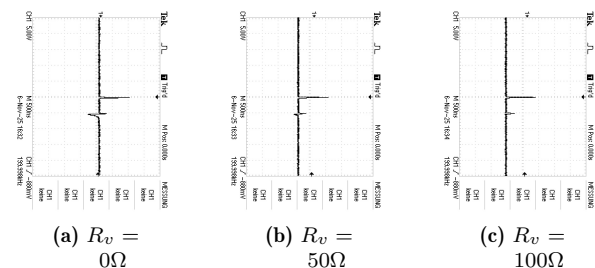 Tek Trig'd M Pos: 0.000s MESSUNG
CH1
keine
CH1
keine
CH1
keine
CH1
keine
CH1
keine
CH1 5.00V M 500ns CH1 -880mV
6-Nov-25 16:32
Tek Trig'd M Pos: 0.000s MESSUNG
CH1
keine
CH1
keine
CH1
keine
CH1
keine
CH1
keine
CH1 5.00V M 500ns CH1 -880mV
6-Nov-25 16:33
Tek Trig'd M Pos: 0.000s MESSUNG
CH1
keine
CH1
keine
CH1
keine
CH1
keine
CH1
keine
CH1 5.00V M 500ns CH1 -880mV
6-Nov-25 16:34
(a) Rv =
0Ω
(b) Rv =
50Ω
(c) Rv =
100Ω